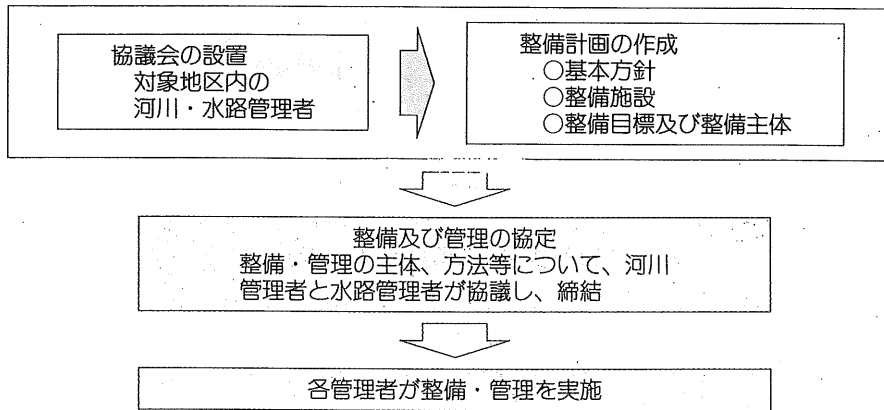 協議会の設置
対象地区内の
河川・水路管理者
整備計画の作成
○基本方針
○整備施設
○整備目標及び整備主体
整備及び管理の協定
整備・管理の主体、方法等について、河川
管理者と水路管理者が協議し、締結
各管理者が整備・管理を実施